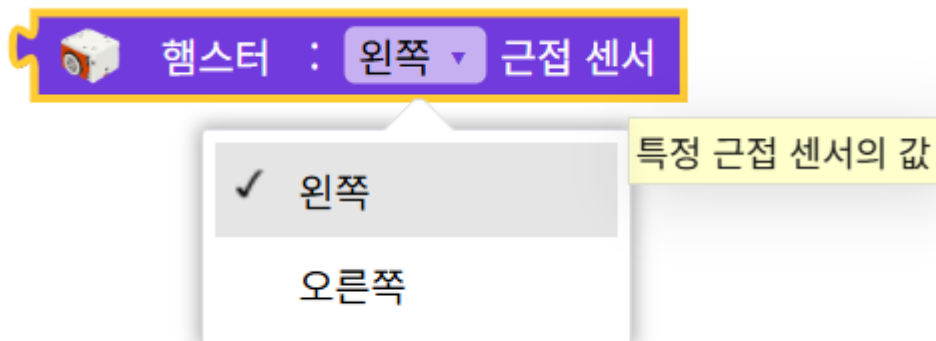 햄스터 : 왼쪽 ▾ 근접 센서
특정 근접 센서의 값
✓ 왼쪽
오른쪽